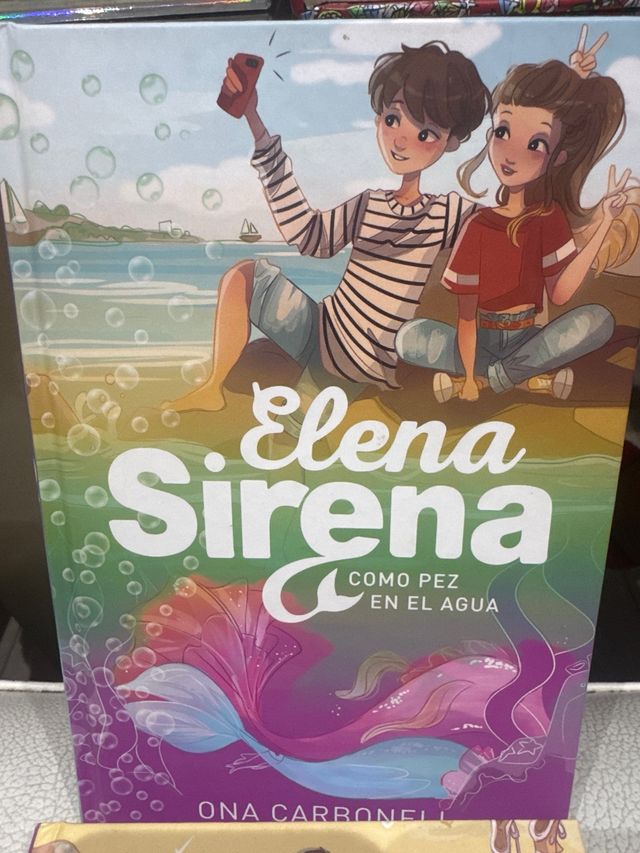 Elena
Sirena
COMO PEZ
EN EL AGUA
ONA CARBONELL